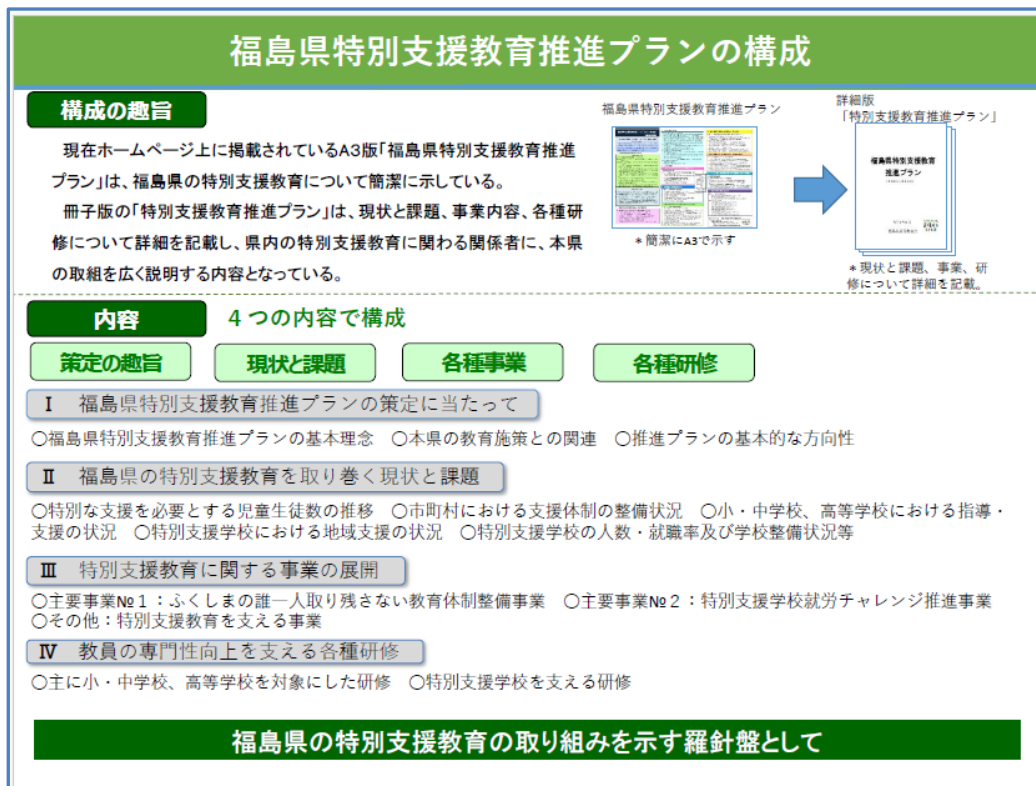 福島県特別支援教育推進プランの構成
構成の趣旨
現在ホームページ上に掲載されているA3版「福島県特別支援教育推進
プラン」は、福島県の特別支援教育について簡潔に示している。
冊子版の「特別支援教育推進プラン」は、現状と課題、事業内容、各種研
修について詳細を記載し、県内の特別支援教育に関わる関係者に、本県
の取組を広く説明する内容となっている。
福島県特別支援教育推進プラン
＊簡潔にA3で示す
詳細版
「特別支援教育推進プラン」
福島県特別支援教育
推進プラン
＊現状と課題、事業、研
修について詳細を記載。
内容
４つの内容で構成
策定の趣旨
現状と課題
各種事業
各種研修
Ⅰ 福島県特別支援教育推進プランの策定に当たって
○福島県特別支援教育推進プランの基本理念 ○本県の教育施策との関連 ○推進プランの基本的な方向性
Ⅱ 福島県の特別支援教育を取り巻く現状と課題
○特別な支援を必要とする児童生徒数の推移 ○市町村における支援体制の整備状況 ○小・中学校、高等学校における指導・
支援の状況 ○特別支援学校における地域支援の状況 ○特別支援学校の人数・就職率及び学校整備状況等
Ⅲ 特別支援教育に関する事業の展開
○主要事業№１：ふくしまの誰一人取り残さない教育体制整備事業 ○主要事業№２：特別支援学校就労チャレンジ推進事業
○その他：特別支援教育を支える事業
Ⅳ 教員の専門性向上を支える各種研修
○主に小・中学校、高等学校を対象にした研修 ○特別支援学校を支える研修
福島県の特別支援教育の取り組みを示す羅針盤として